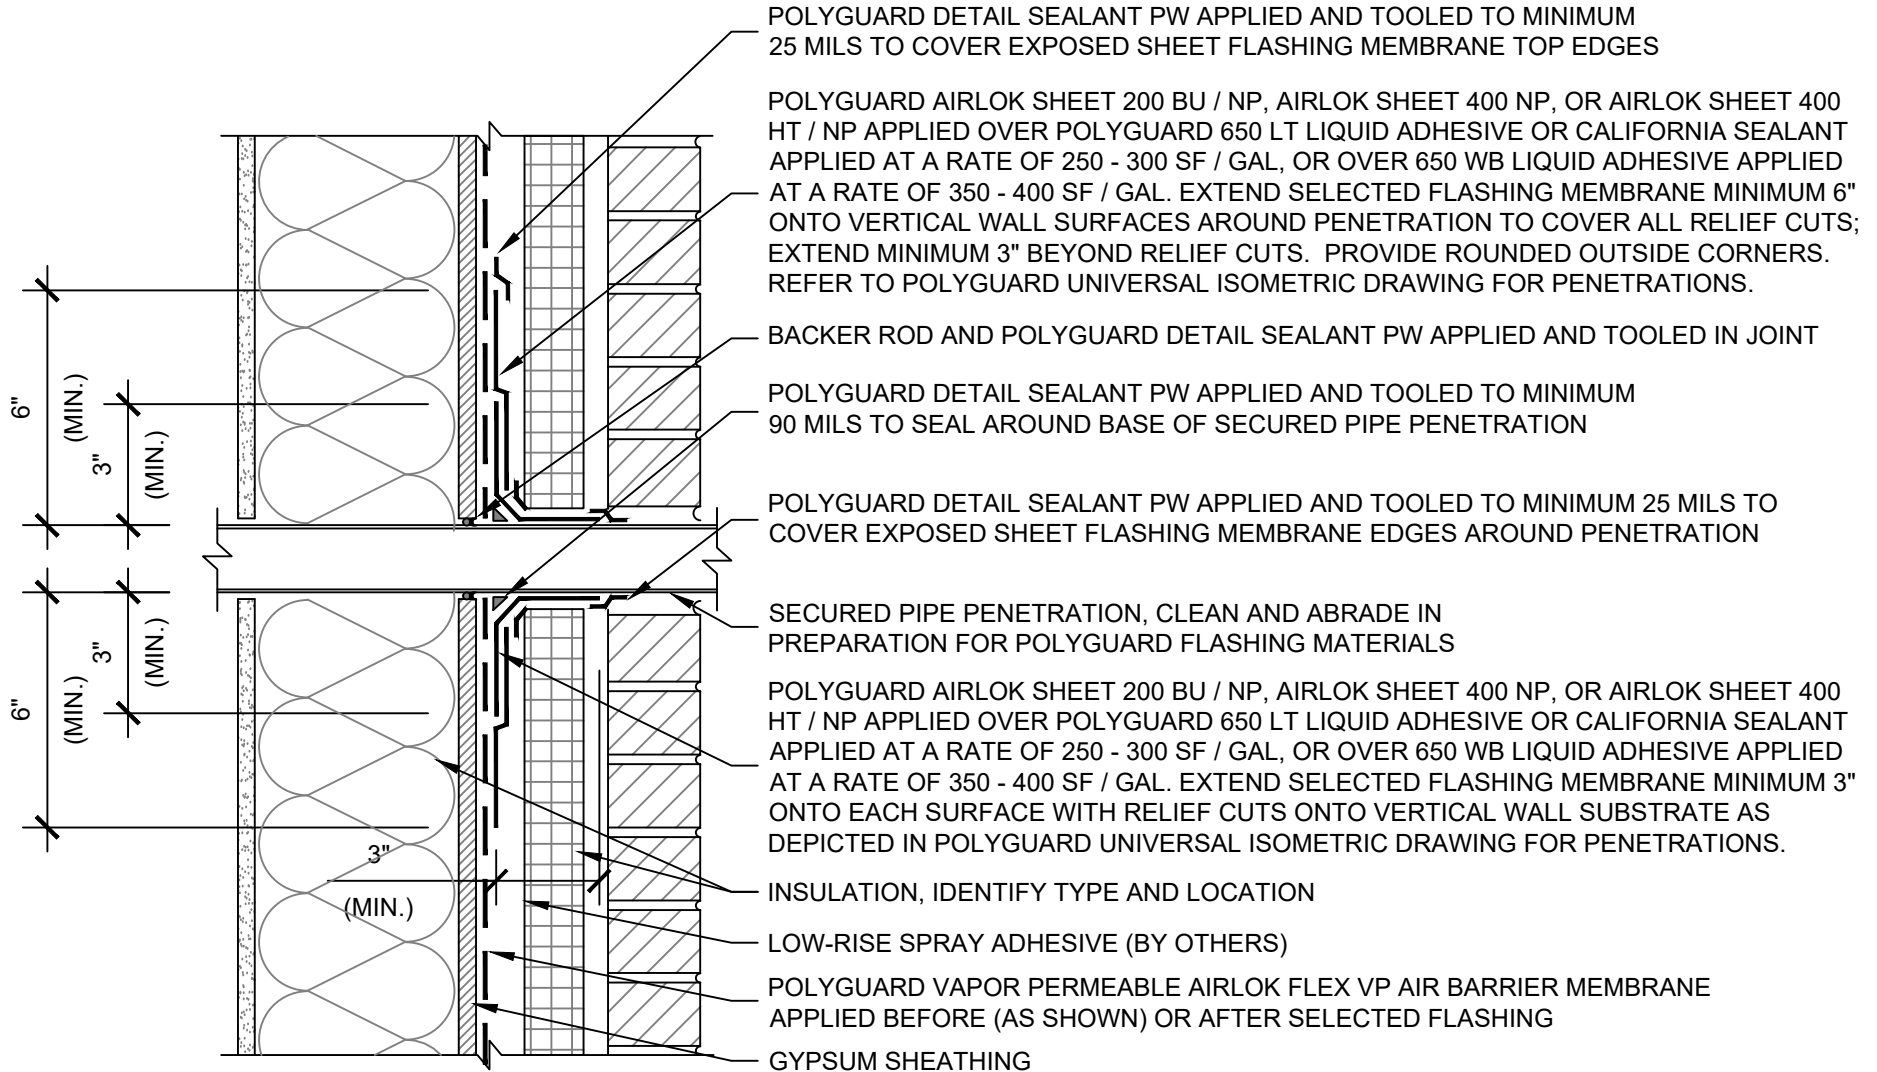 POLYGUARD DETAIL SEALANT PW APPLIED AND TOOLED TO MINIMUM
25 MILS TO COVER EXPOSED SHEET FLASHING MEMBRANE TOP EDGES
POLYGUARD AIRLOK SHEET 200 BU / NP, AIRLOK SHEET 400 NP, OR AIRLOK SHEET 400
HT / NP APPLIED OVER POLYGUARD 650 LT LIQUID ADHESIVE OR CALIFORNIA SEALANT
APPLIED AT A RATE OF 250 - 300 SF / GAL, OR OVER 650 WB LIQUID ADHESIVE APPLIED
AT A RATE OF 350 - 400 SF / GAL. EXTEND SELECTED FLASHING MEMBRANE MINIMUM 6"
ONTO VERTICAL WALL SURFACES AROUND PENETRATION TO COVER ALL RELIEF CUTS;
EXTEND MINIMUM 3" BEYOND RELIEF CUTS. PROVIDE ROUNDED OUTSIDE CORNERS.
REFER TO POLYGUARD UNIVERSAL ISOMETRIC DRAWING FOR PENETRATIONS.
BACKER ROD AND POLYGUARD DETAIL SEALANT PW APPLIED AND TOOLED IN JOINT
POLYGUARD DETAIL SEALANT PW APPLIED AND TOOLED TO MINIMUM
90 MILS TO SEAL AROUND BASE OF SECURED PIPE PENETRATION
POLYGUARD DETAIL SEALANT PW APPLIED AND TOOLED TO MINIMUM 25 MILS TO
COVER EXPOSED SHEET FLASHING MEMBRANE EDGES AROUND PENETRATION
SECURED PIPE PENETRATION, CLEAN AND ABRADE IN
PREPARATION FOR POLYGUARD FLASHING MATERIALS
POLYGUARD AIRLOK SHEET 200 BU / NP, AIRLOK SHEET 400 NP, OR AIRLOK SHEET 400
HT / NP APPLIED OVER POLYGUARD 650 LT LIQUID ADHESIVE OR CALIFORNIA SEALANT
APPLIED AT A RATE OF 250 - 300 SF / GAL, OR OVER 650 WB LIQUID ADHESIVE APPLIED
AT A RATE OF 350 - 400 SF / GAL. EXTEND SELECTED FLASHING MEMBRANE MINIMUM 3"
ONTO EACH SURFACE WITH RELIEF CUTS ONTO VERTICAL WALL SUBSTRATE AS
DEPICTED IN POLYGUARD UNIVERSAL ISOMETRIC DRAWING FOR PENETRATIONS.
INSULATION, IDENTIFY TYPE AND LOCATION
LOW-RISE SPRAY ADHESIVE (BY OTHERS)
POLYGUARD VAPOR PERMEABLE AIRLOK FLEX VP AIR BARRIER MEMBRANE
APPLIED BEFORE (AS SHOWN) OR AFTER SELECTED FLASHING
GYPSUM SHEATHING
6"
(MIN.)
3"
(MIN.)
6"
(MIN.)
3"
(MIN.)
3"
(MIN.)